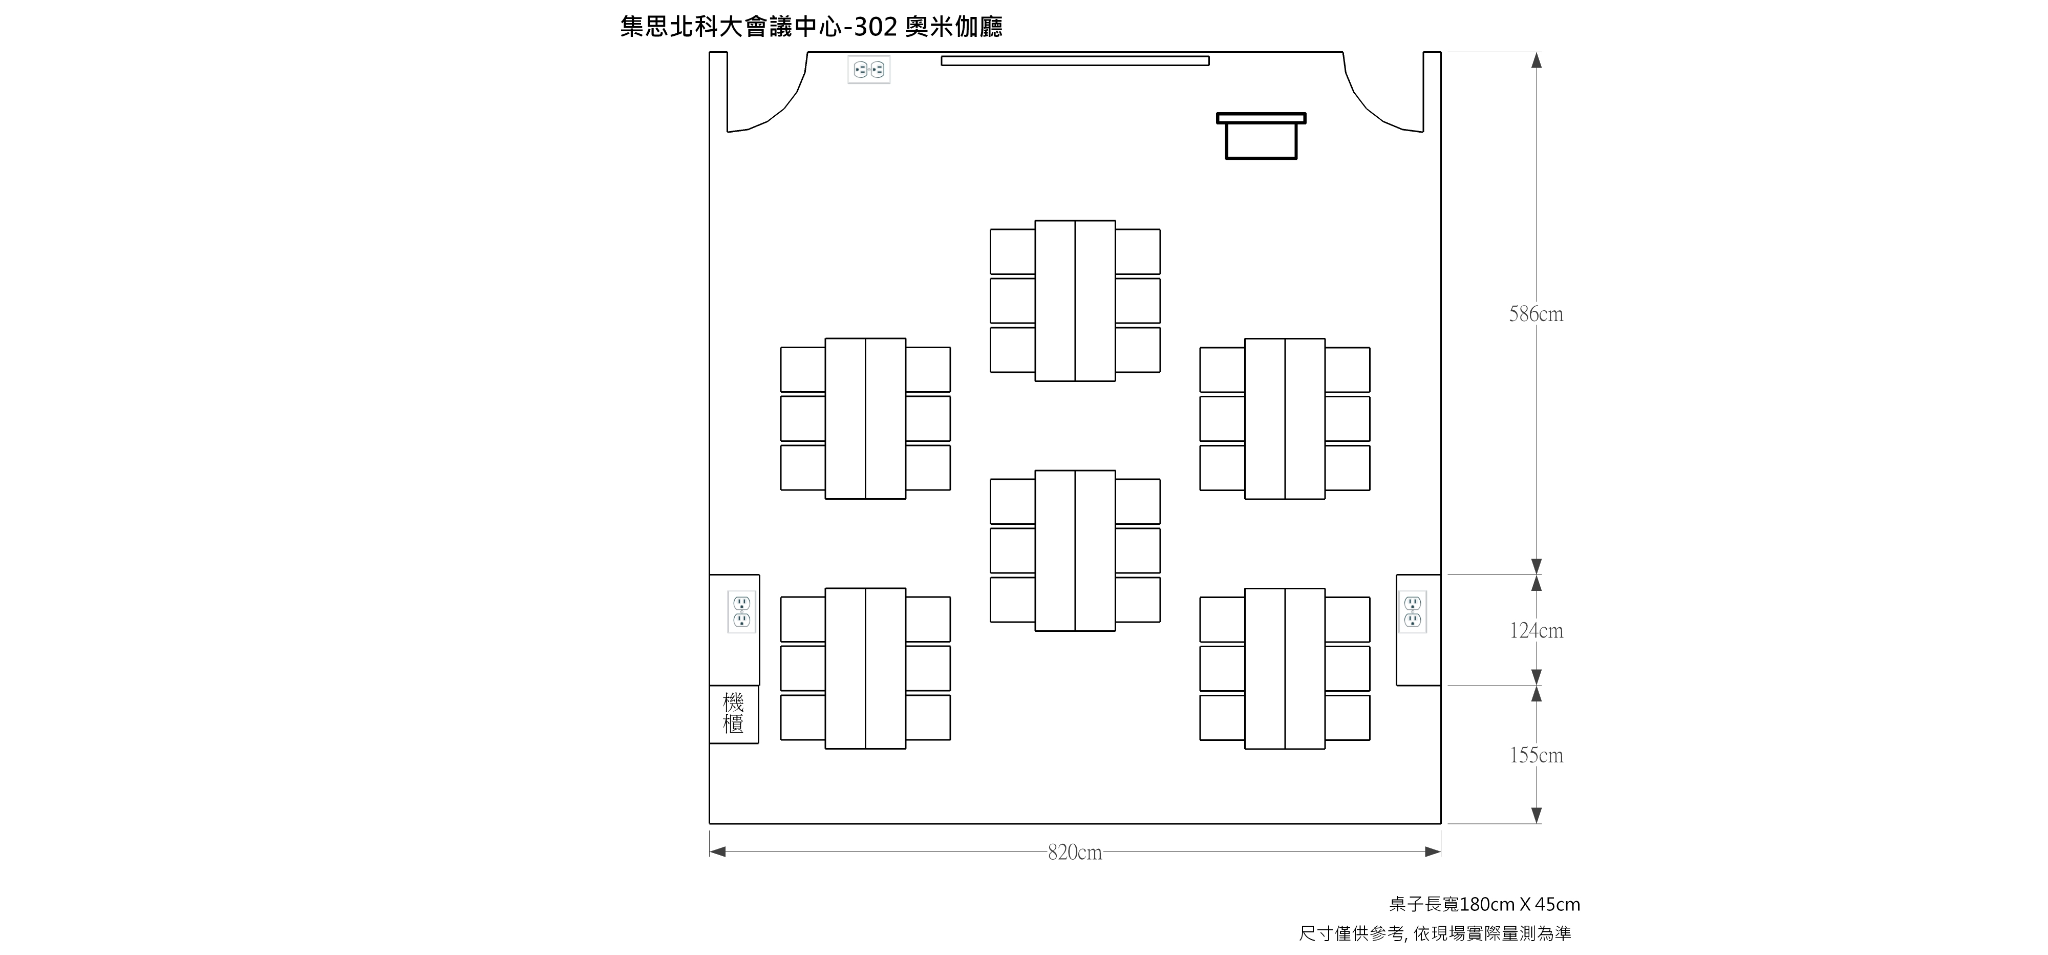 集思北科大會議中心-302 奧米伽廳
586cm
124cm
機
櫃
155cm
820cm
桌子長寬180cm X 45cm
尺寸僅供參考, 依現場實際量測為準